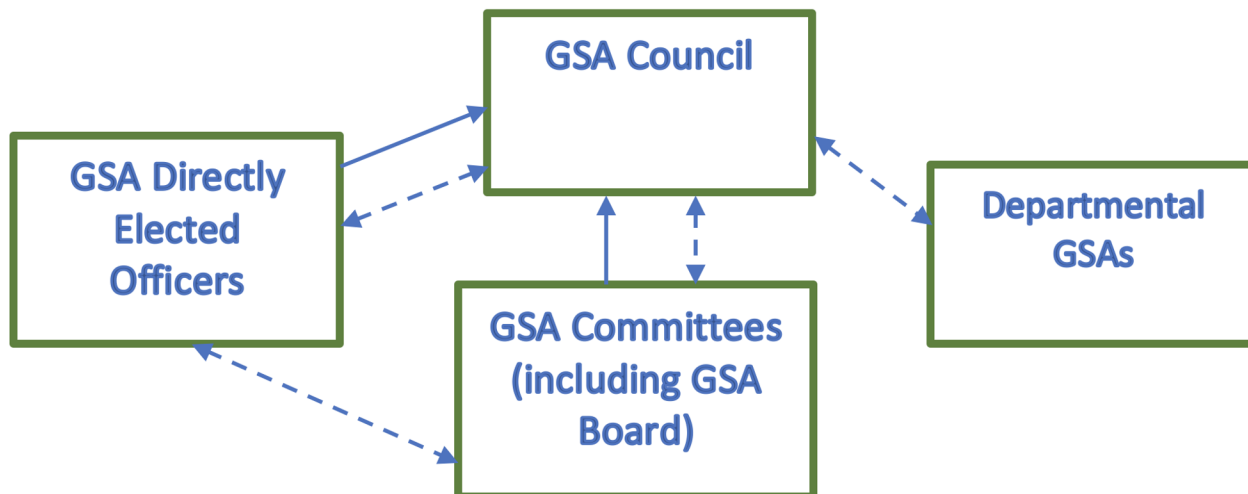 GSA Council
GSA Directly
Elected
Officers
Departmental
GSAs
GSA Committees
(including GSA
Board)